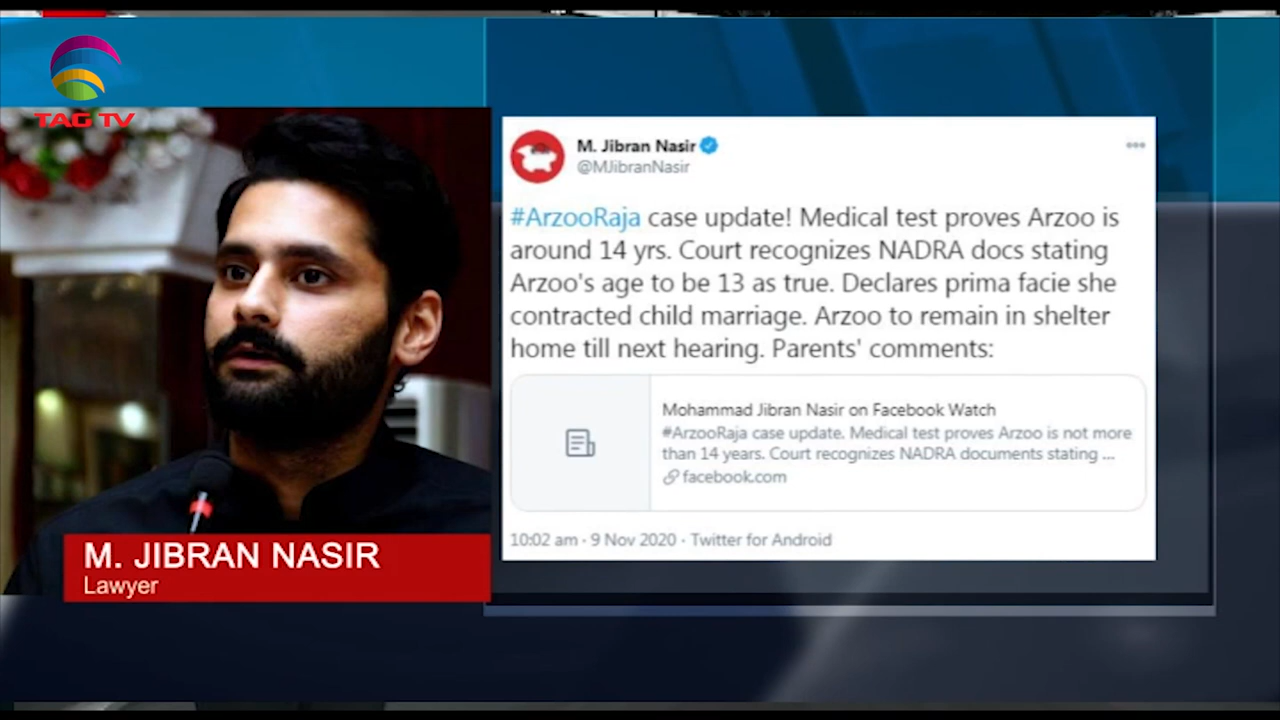 TAG TV
M. JIBRAN NASIR
Lawyer
M. Jibran Nasir
@MJibranNasir
#ArzooRaja case update! Medical test proves Arzoo is
around 14 yrs. Court recognizes NADRA docs stating
Arzoo's age to be 13 as true. Declares prima facie she
contracted child marriage. Arzoo to remain in shelter
home till next hearing. Parents' comments:
Mohammad Jibran Nasir on Facebook Watch
#ArzooRaja case update. Medical test proves Arzoo is not more
than 14 years. Court recognizes NADRA documents stating ...
facebook.com
10:02 am · 9 Nov 2020 · Twitter for Android